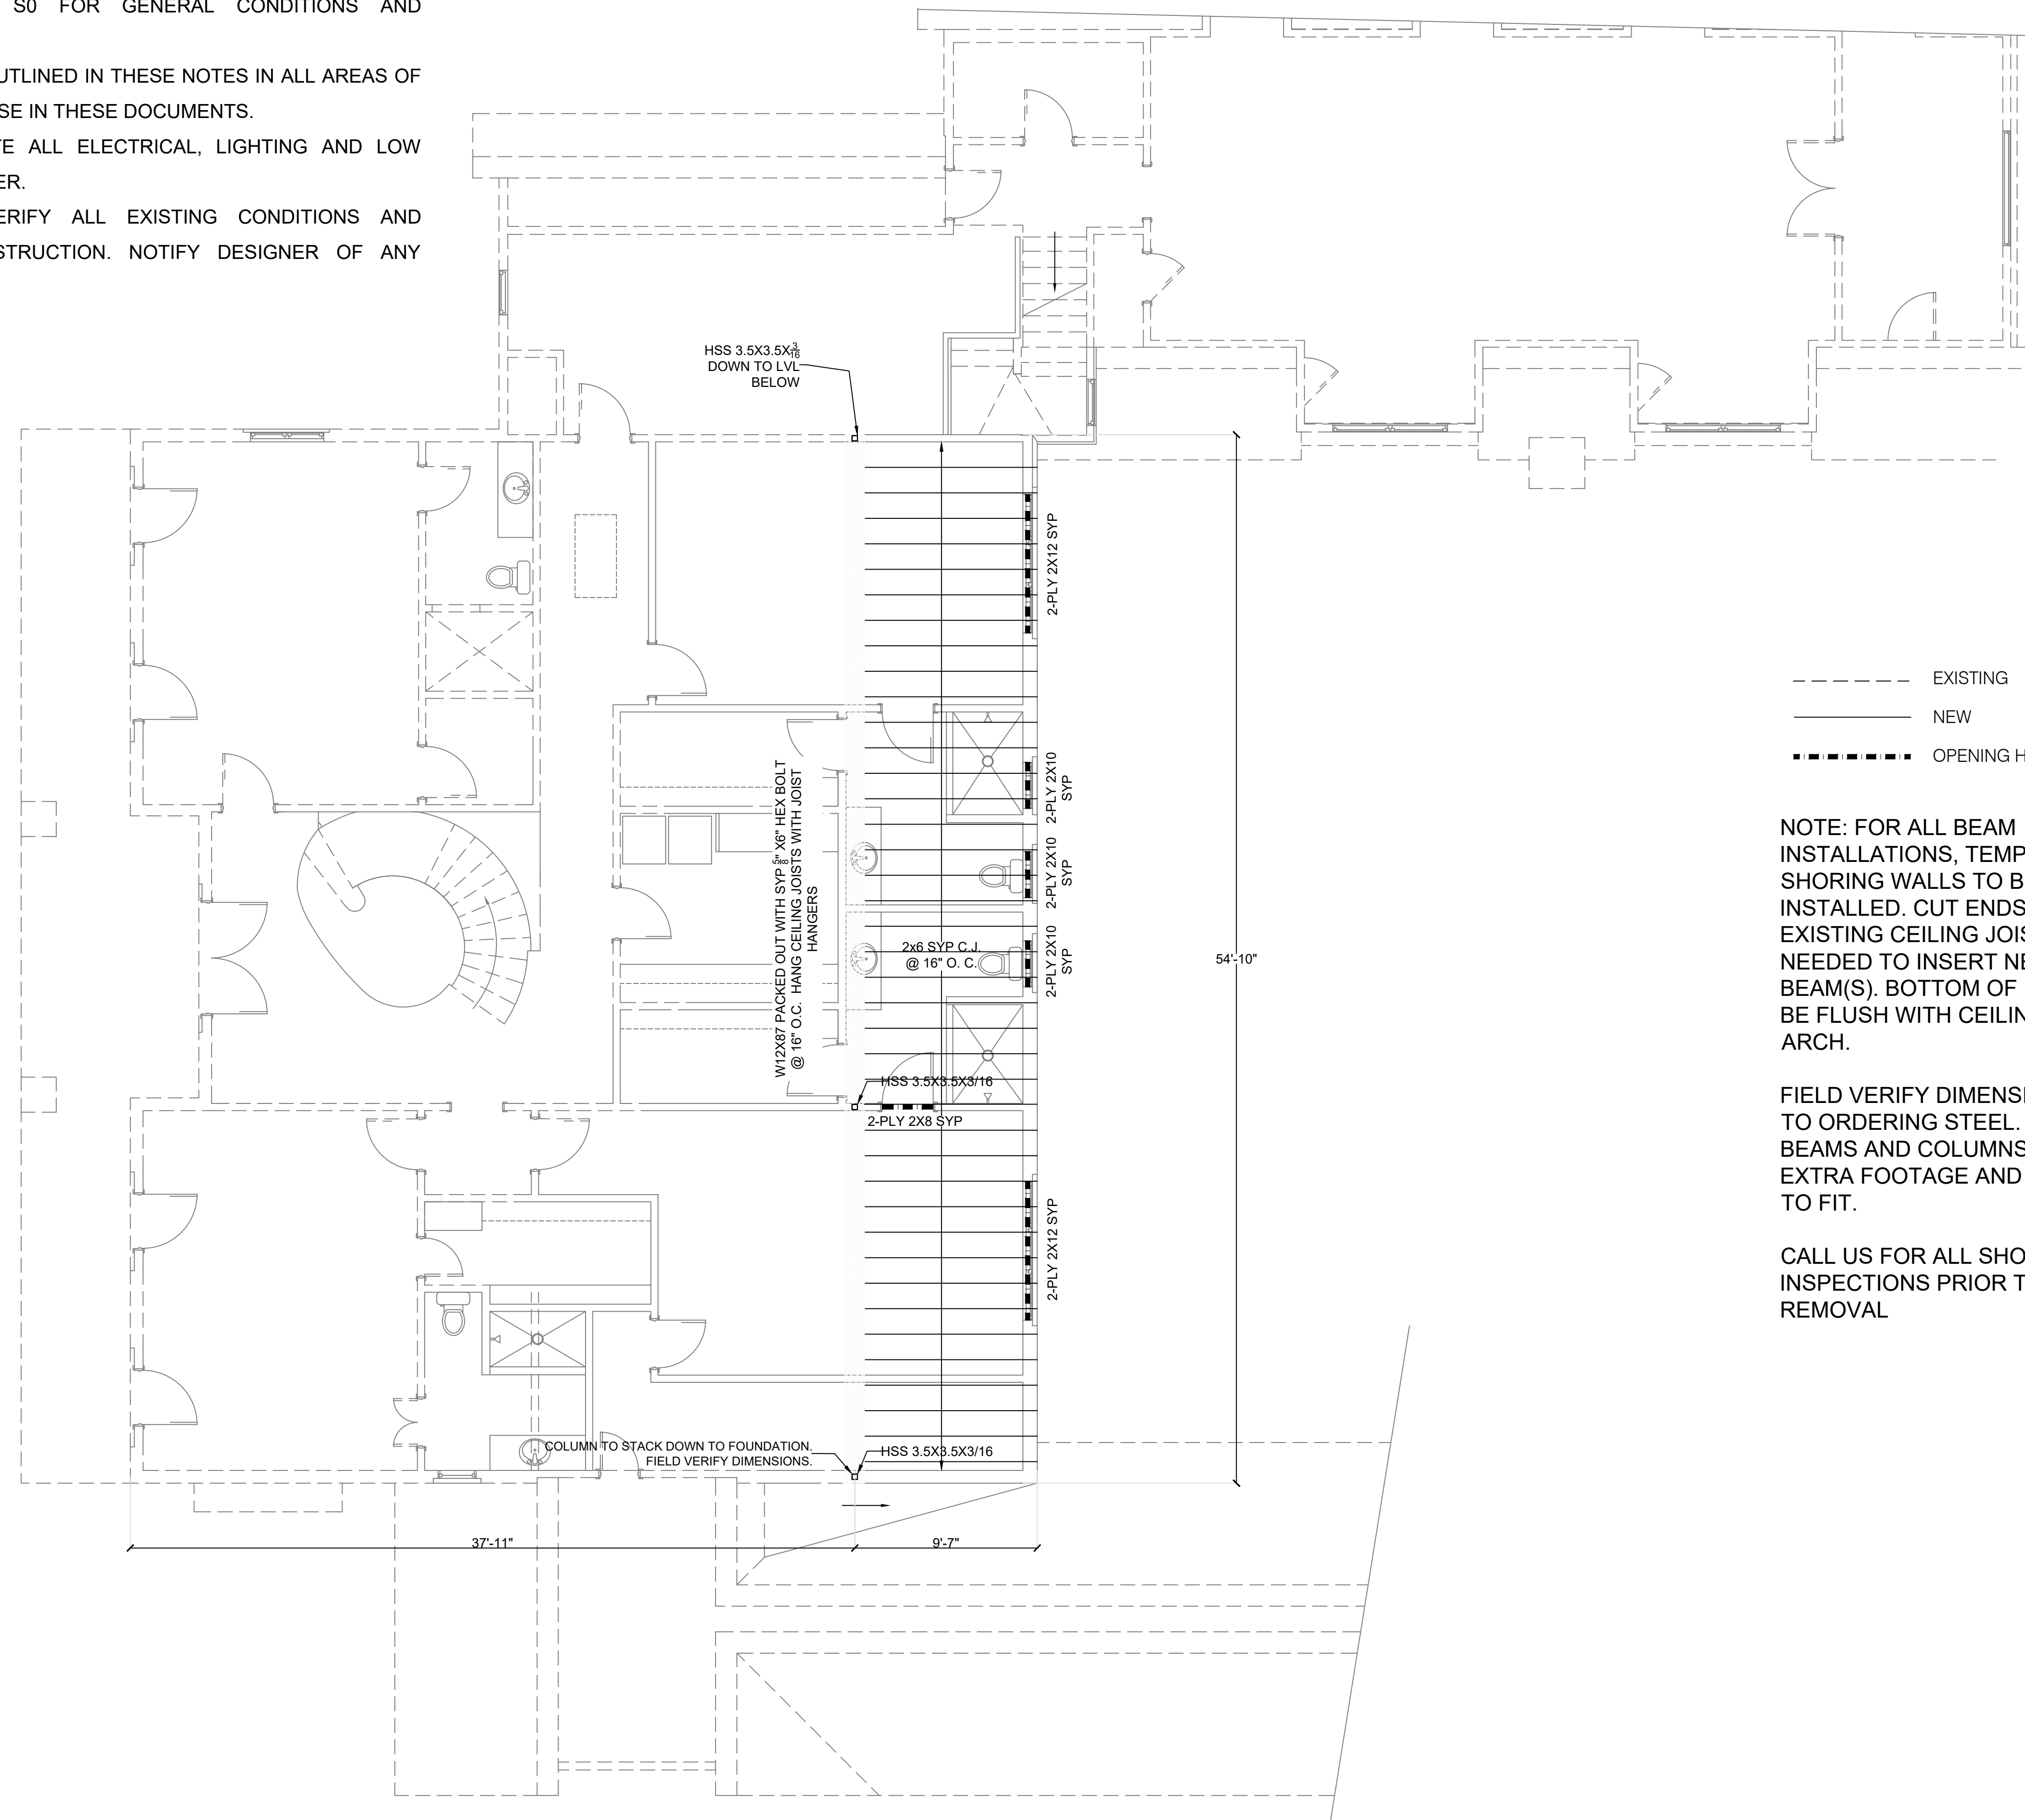 S0 FOR GENERAL CONDITIONS AND
UTLINED IN THESE NOTES IN ALL AREAS OF
SE IN THESE DOCUMENTS.
TE ALL ELECTRICAL, LIGHTING AND LOW
ER.
ERIFY ALL EXISTING CONDITIONS AND
STRUCTION. NOTIFY DESIGNER OF ANY
HSS 3.5X3.5X3/16
DOWN TO LVL
BELOW
2-PLY 2X12 SYP
2-PLY 2X10
SYP
2-PLY 2X10
SYP
2-PLY 2X10
SYP
W12X87 PACKED OUT WITH SYP 5/8" X6" HEX BOLT
@ 16" O.C. HANG CEILING JOISTS WITH JOIST
HANGERS
2x6 SYP C.J.
@ 16" O. C.
54'-10"
HSS 3.5X3.5X3/16
2-PLY 2X8 SYP
2-PLY 2X12 SYP
COLUMN TO STACK DOWN TO FOUNDATION.
FIELD VERIFY DIMENSIONS.
HSS 3.5X3.5X3/16
37'-11"
9'-7"
EXISTING
NEW
OPENING H
NOTE: FOR ALL BEAM
INSTALLATIONS, TEMP
SHORING WALLS TO B
INSTALLED. CUT ENDS
EXISTING CEILING JOIS
NEEDED TO INSERT NE
BEAM(S). BOTTOM OF
BE FLUSH WITH CEILIN
ARCH.
FIELD VERIFY DIMENSI
TO ORDERING STEEL.
BEAMS AND COLUMNS
EXTRA FOOTAGE AND
TO FIT.
CALL US FOR ALL SHO
INSPECTIONS PRIOR T
REMOVAL